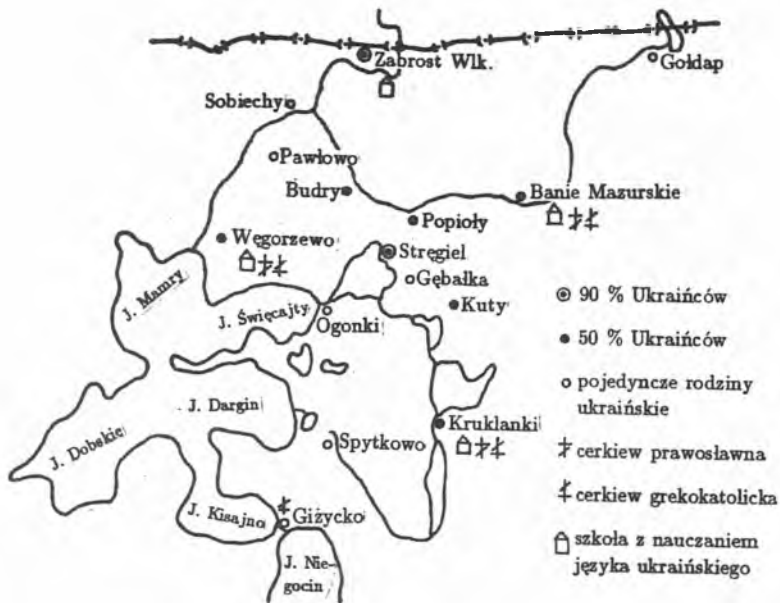 Zabrost Wlk.
Gołdap
Sobiechy
Pawłowo
Budry
Banie Mazurskie
Popioły
Węgorzewo
Stręgiel
Gębałka
J. Mamry
J. Święcajty
Ogonki
Kuty
J. Dargin
J. Dobskie
Kruklanki
Spytkowo
J. Kisajno
Giżycko
J. Nie-
gocin
90 % Ukraińców
50 % Ukraińców
pojedyncze rodziny
ukraińskie
cerkiew prawosławna
cerkiew grekokatolicka
szkoła z nauczaniem
języka ukraińskiego